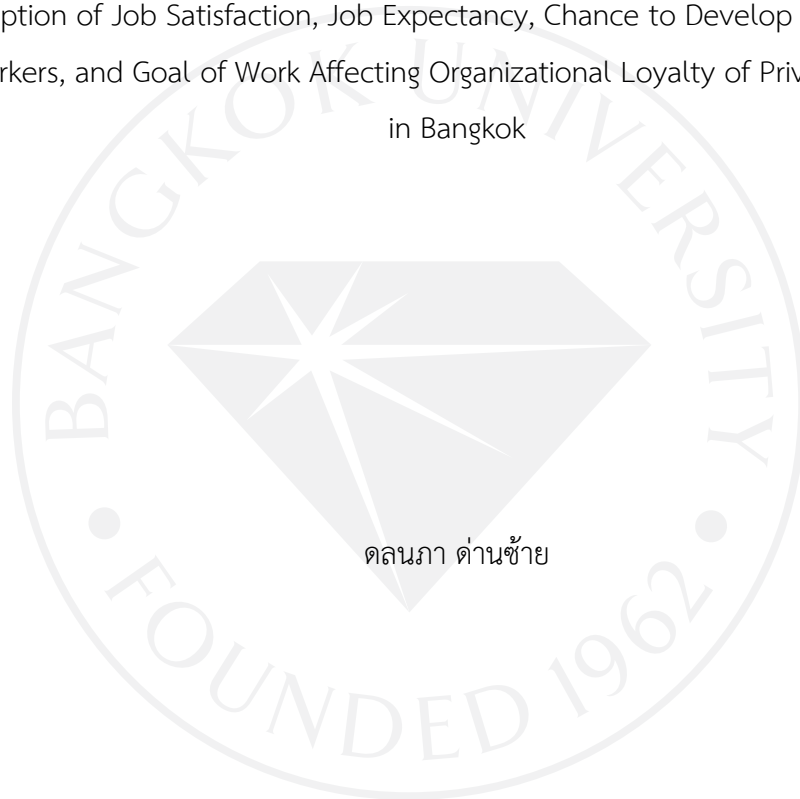 ption of Job Satisfaction, Job Expectancy, Chance to Develop
rkers, and Goal of Work Affecting Organizational Loyalty of Priv
in Bangkok
BANGKOK UNIVERSITY
ดลนภา ด่านซ้าย
• FOUNDED 1962 •